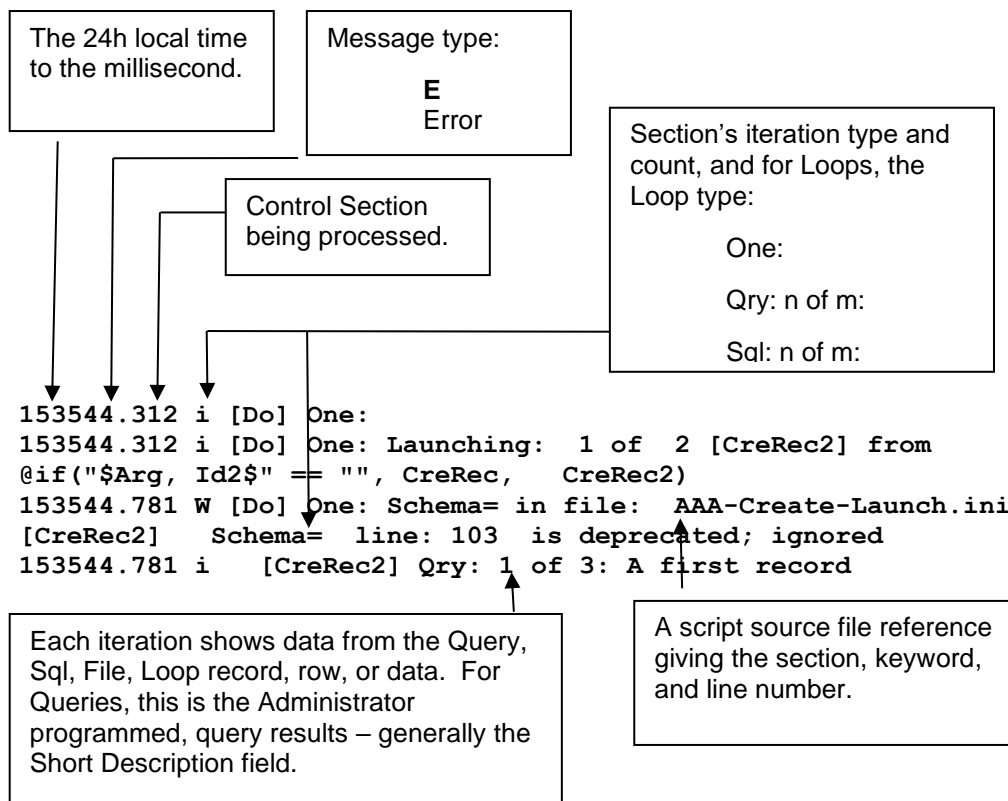 The 24h local time
to the millisecond.
Message type:
E
Error
Section's iteration type and
count, and for Loops, the
Loop type:
One:
Qry: n of m:
Sql: n of m:
Control Section
being processed.
153544.312 i [Do] One:
153544.312 i [Do] One: Launching:  1 of  2 [CreRec2] from
@if("$Arg, Id2$" == "", CreRec,   CreRec2)
153544.781 W [Do] One: Schema= in file:  AAA-Create-Launch.ini
[CreRec2]   Schema=  line: 103  is deprecated; ignored
153544.781 i   [CreRec2] Qry: 1 of 3: A first record
Each iteration shows data from the Query,
Sql, File, Loop record, row, or data.  For
Queries, this is the Administrator
programmed, query results – generally the
Short Description field.
A script source file reference
giving the section, keyword,
and line number.